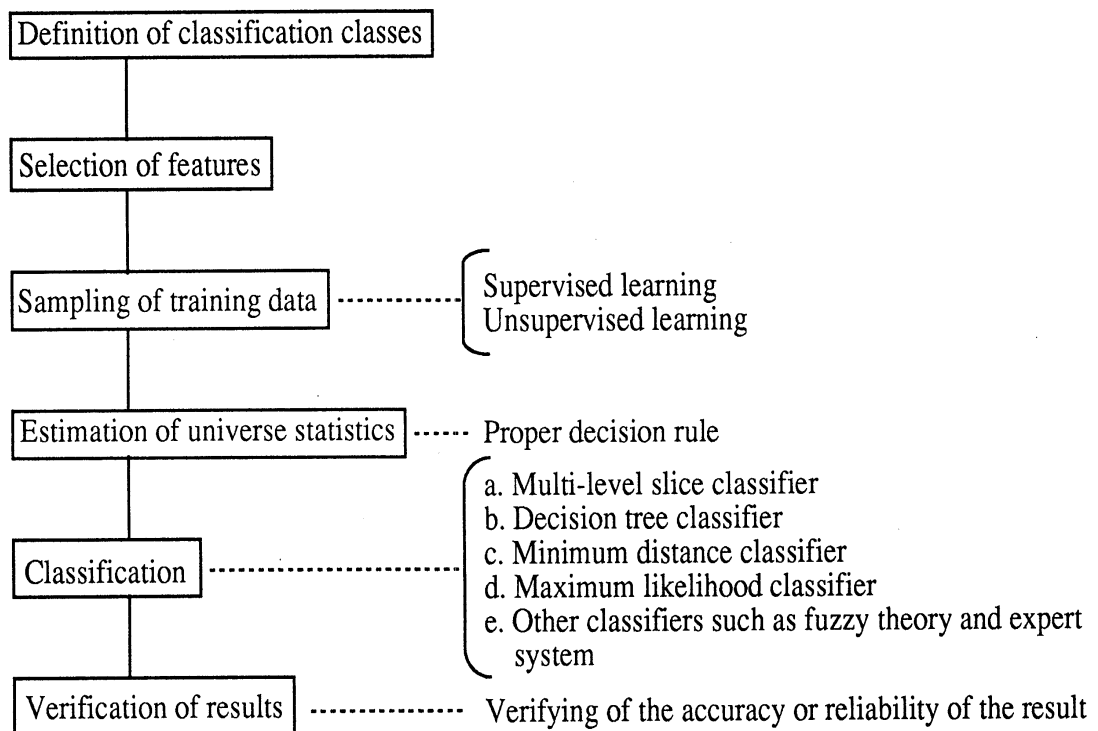 Definition of classification classes
Selection of features
Sampling of training data
Supervised learning
Unsupervised learning
Estimation of universe statistics
Proper decision rule
Classification
a. Multi-level slice classifier
b. Decision tree classifier
c. Minimum distance classifier
d. Maximum likelihood classifier
e. Other classifiers such as fuzzy theory and expert
system
Verification of results
Verifying of the accuracy or reliability of the result